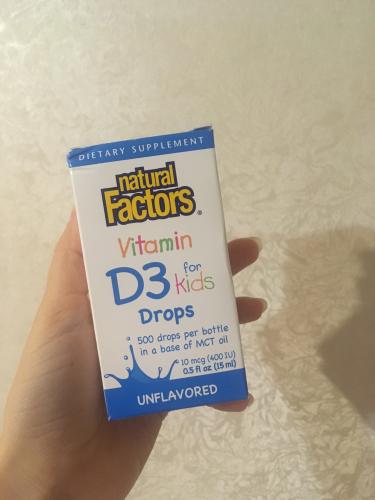 DIETARY SUPPLEMENT
natural
Factors®
Vitamin
D3 for kids
Drops
500 drops per bottle
in a base of MCT oil
10 mcg (400 IU)
0.5 fl oz (15 ml)
UNFLAVORED